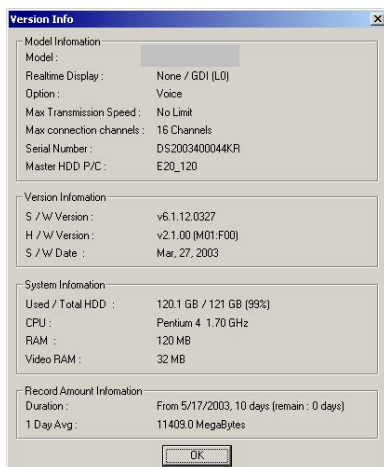 Version Info
Model Infomation
Model :
Realtime Display : None / GDI (L0)
Option : Voice
Max Transmission Speed : No Limit
Max connection channels : 16 Channels
Serial Number : DS2003400044KR
Master HDD P/C : E20_120
Version Infomation
S / W Version : v6.1.12.0327
H / W Version : v2.1.00 (M01:F00)
S / W Date : Mar, 27, 2003
System Infomation
Used / Total HDD : 120.1 GB / 121 GB (99%)
CPU : Pentium 4 1.70 GHz
RAM : 120 MB
Video RAM : 32 MB
Record Amount Infomation
Duration : From 5/17/2003, 10 days (remain : 0 days)
1 Day Avg : 11409.0 MegaBytes
OK